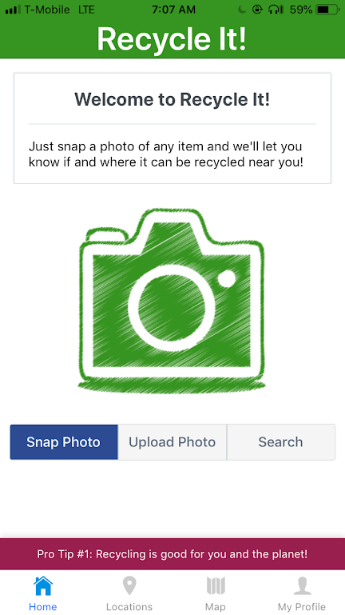 T-Mobile LTE 7:07 AM 59%
Recycle It!
Welcome to Recycle It!
Just snap a photo of any item and we'll let you
know if and where it can be recycled near you!
Snap Photo Upload Photo Search
Pro Tip #1: Recycling is good for you and the planet!
Home Locations Map My Profile